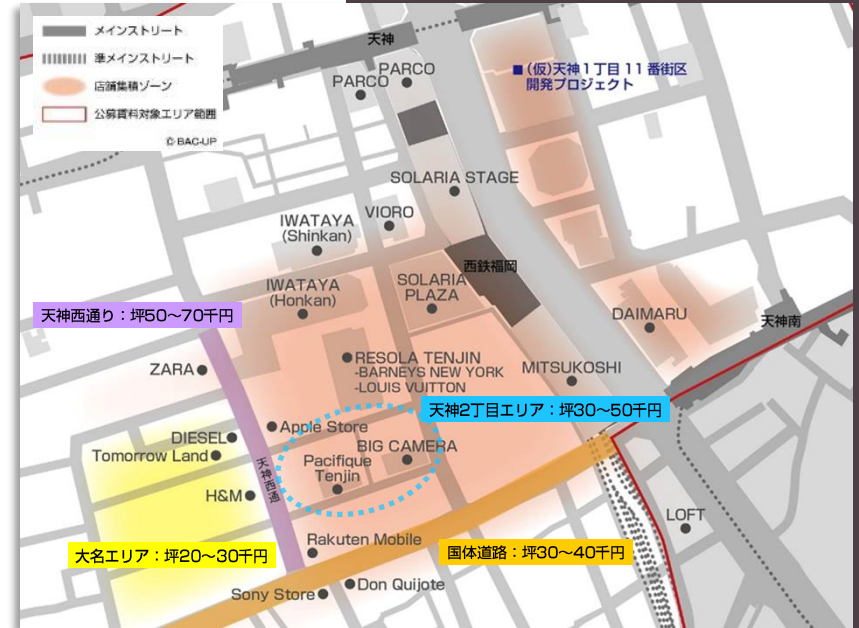 メインストリート
準メインストリート
店舗集積ゾーン
公募賃料対象エリア範囲
© BAC-UP
天神
PARCO
PARCO
■(仮)天神1丁目11番街区
開発プロジェクト
SOLARIA STAGE
VIORO
IWATAYA
(Shinkan)
西鉄福岡
IWATAYA
(Honkan)
SOLARIA
PLAZA
天神西通り：坪50～70千円
DAIMARU
天神南
RESOLA TENJIN
-BARNEYS NEW YORK
-LOUIS VUITTON
ZARA
MITSUKOSHI
天神2丁目エリア：坪30～50千円
Apple Store
DIESEL
Tomorrow Land
BIG CAMERA
Pacifique
Tenjin
天神西通
H&M
LOFT
Rakuten Mobile
大名エリア：坪20～30千円
国体道路：坪30～40千円
Don Quijote
Sony Store